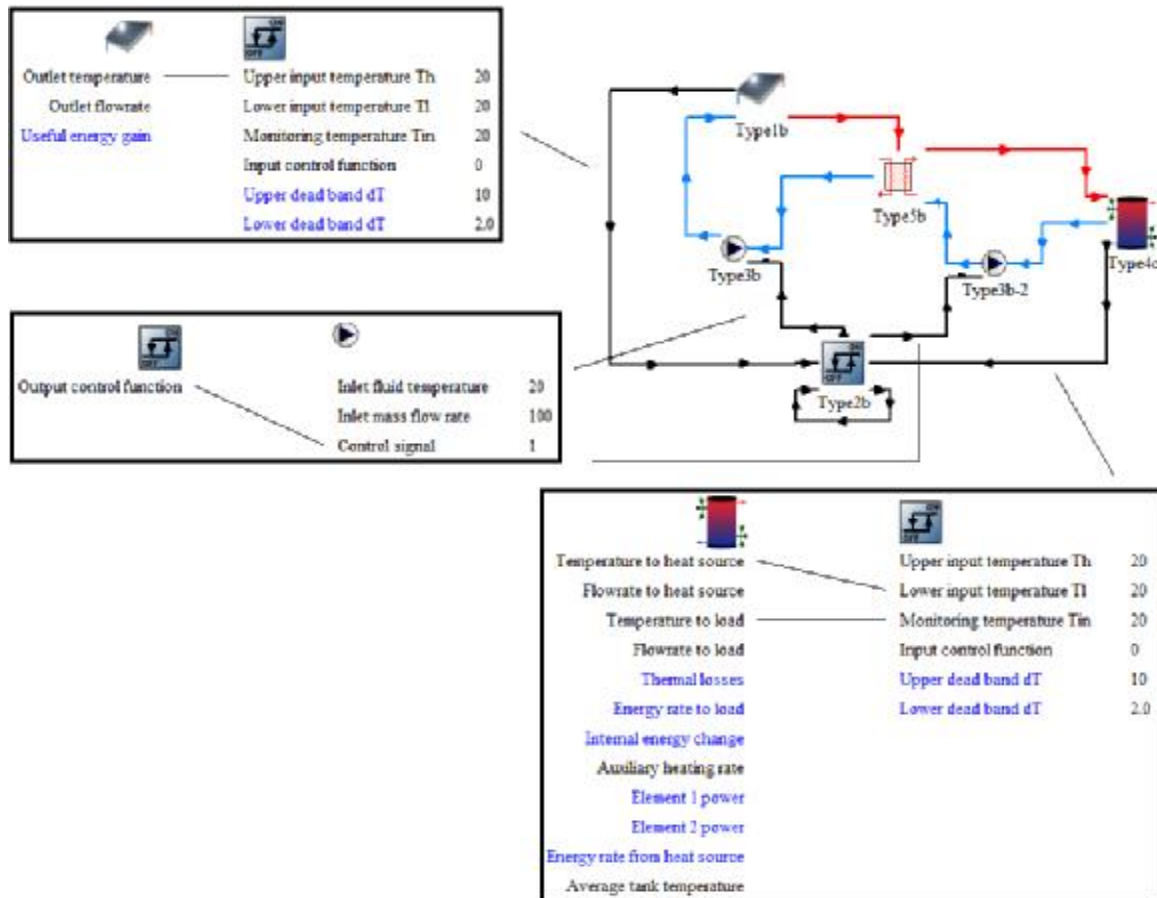 Outlet temperature Upper input temperature Th 20
Outlet flowrate Lower input temperature Tl 20
Useful energy gain Monitoring temperature Tin 20
Input control function 0
Upper dead band dT 10
Lower dead band dT 2.0
Type1b
Type5b
Type4c
Type3b
Type3b-2
ON
OFF
Type2b
Output control function Inlet fluid temperature 20
Inlet mass flow rate 100
Control signal 1
Temperature to heat source Upper input temperature Th 20
Flowrate to heat source Lower input temperature Tl 20
Temperature to load Monitoring temperature Tin 20
Flowrate to load Input control function 0
Thermal losses Upper dead band dT 10
Energy rate to load Lower dead band dT 2.0
Internal energy change
Auxiliary heating rate
Element 1 power
Element 2 power
Energy rate from heat source
Average tank temperature